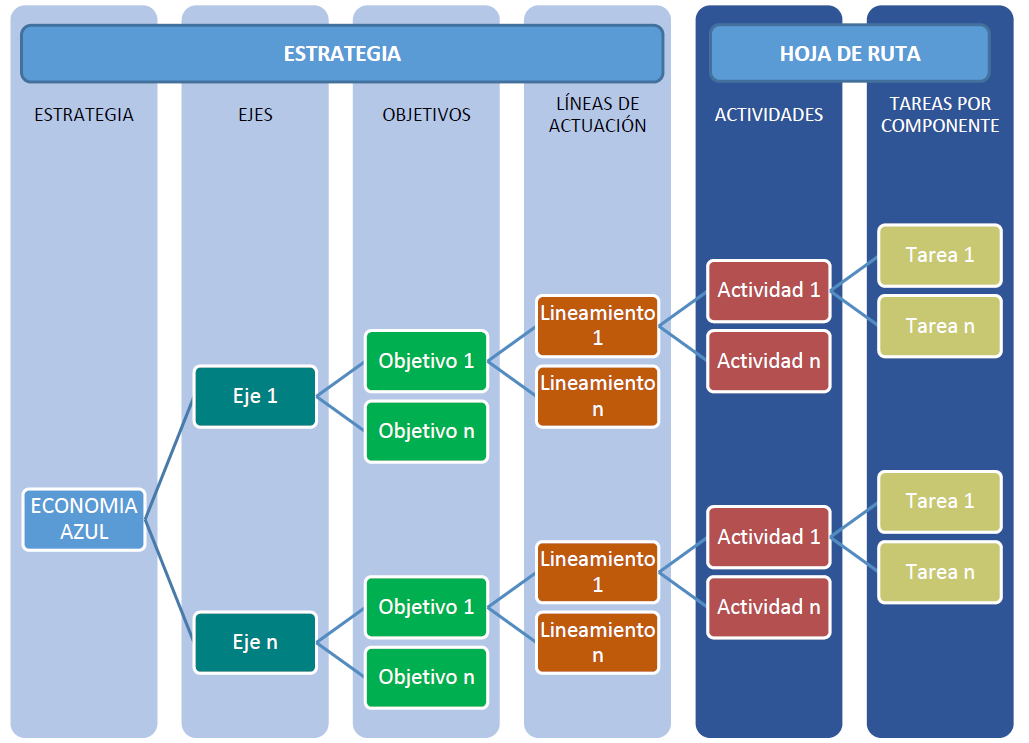 ESTRATEGIA
HOJA DE RUTA
ESTRATEGIA
EJES
OBJETIVOS
LÍNEAS DE
ACTUACIÓN
ACTIVIDADES
TAREAS POR
COMPONENTE
ECONOMIA
AZUL
Eje 1
Objetivo 1
Lineamiento
1
Actividad 1
Tarea 1
Tarea n
Actividad n
Lineamiento
n
Objetivo n
Eje n
Objetivo 1
Lineamiento
1
Actividad 1
Tarea 1
Tarea n
Actividad n
Lineamiento
n
Objetivo n